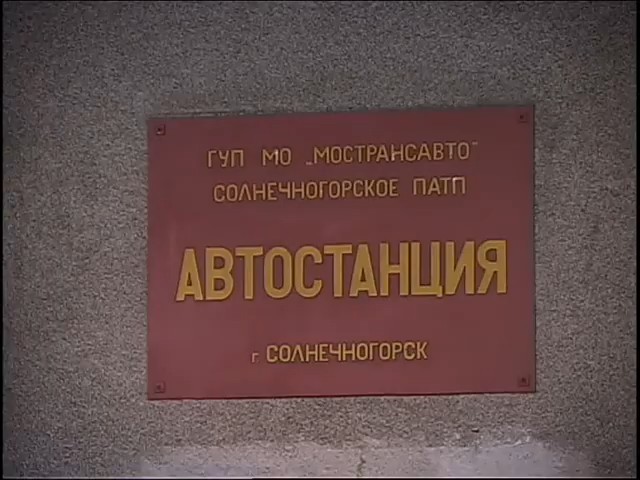 ГУП МО „МОСТРАНСАВТО"
СОЛНЕЧНОГОРСКОЕ ПАТП
АВТОСТАНЦИЯ
г. СОЛНЕЧНОГОРСК